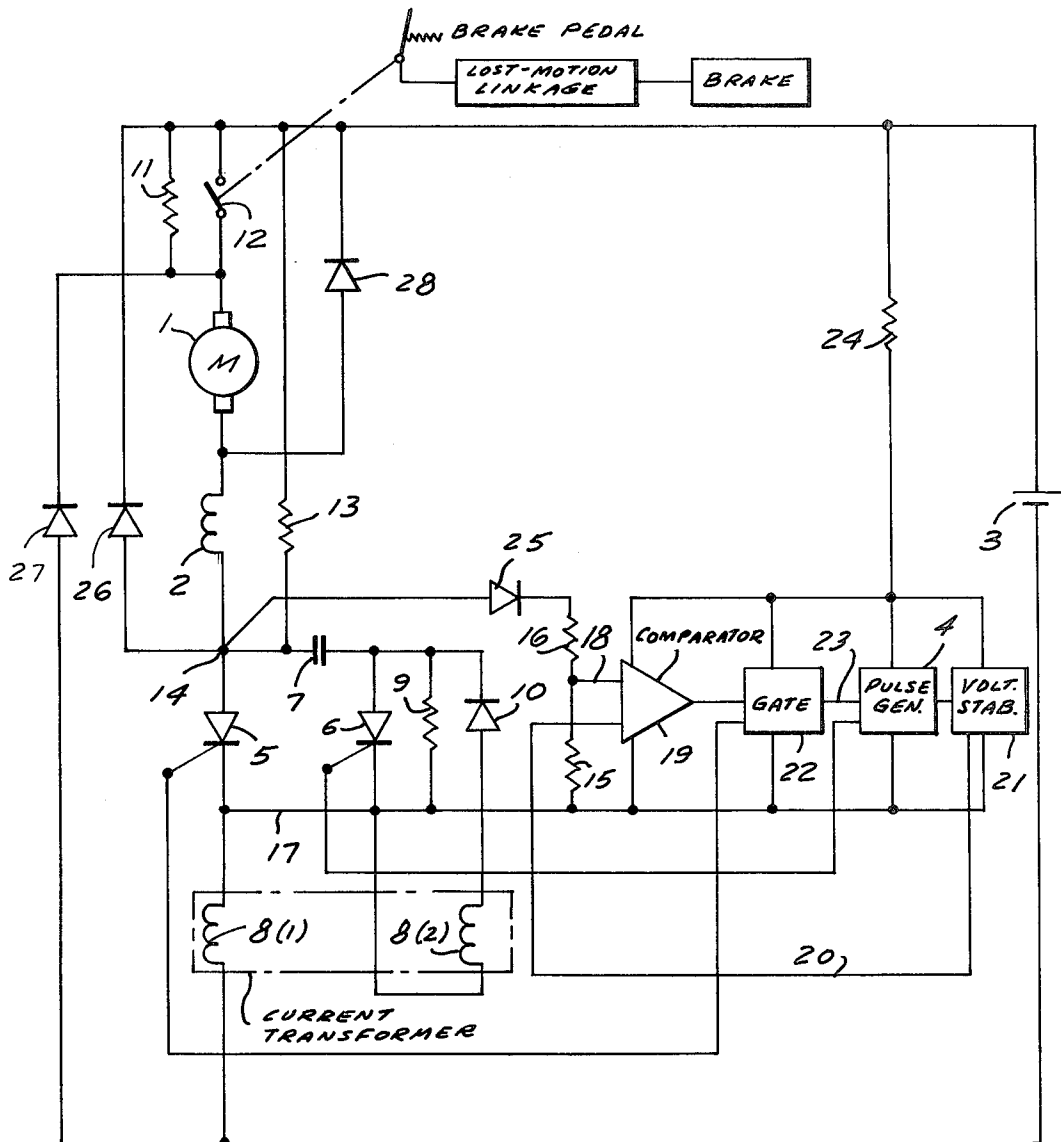 BRAKE PEDAL
LOST-MOTION
LINKAGE
BRAKE
11
12
28
1
M
24
27
26
2
13
25
3
16
18
COMPARATOR
4
14
7
6
9
10
23
GATE
PULSE
GEN.
VOLT.
STAB.
5
15
19
22
21
17
8(1)
8(2)
20
CURRENT
TRANSFORMER